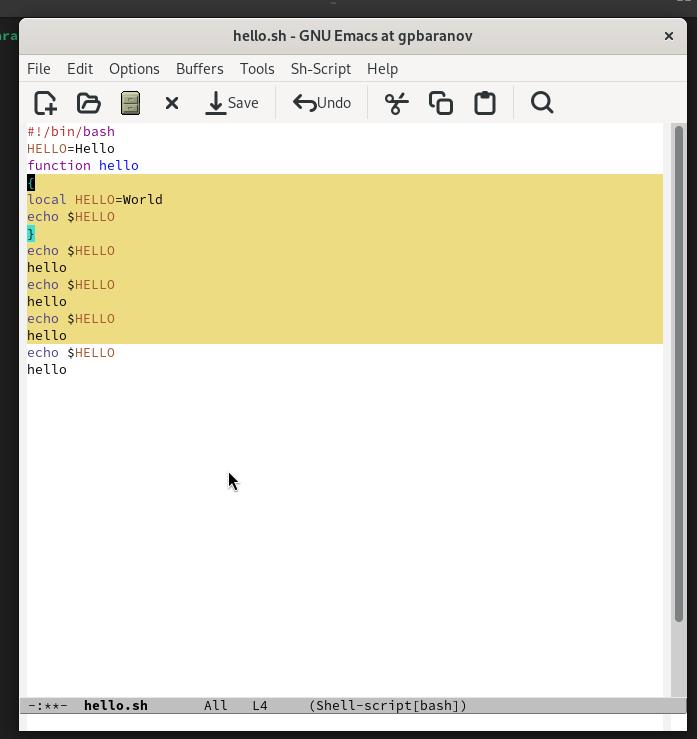 ara
hello.sh - GNU Emacs at gpbaranov
File Edit Options Buffers Tools Sh-Script Help
Save Undo
#!/bin/bash
HELLO=Hello
function hello
{
local HELLO=World
echo $HELLO
}
echo $HELLO
hello
echo $HELLO
hello
echo $HELLO
hello
echo $HELLO
hello
-:**- hello.sh All L4 (Shell-script[bash])